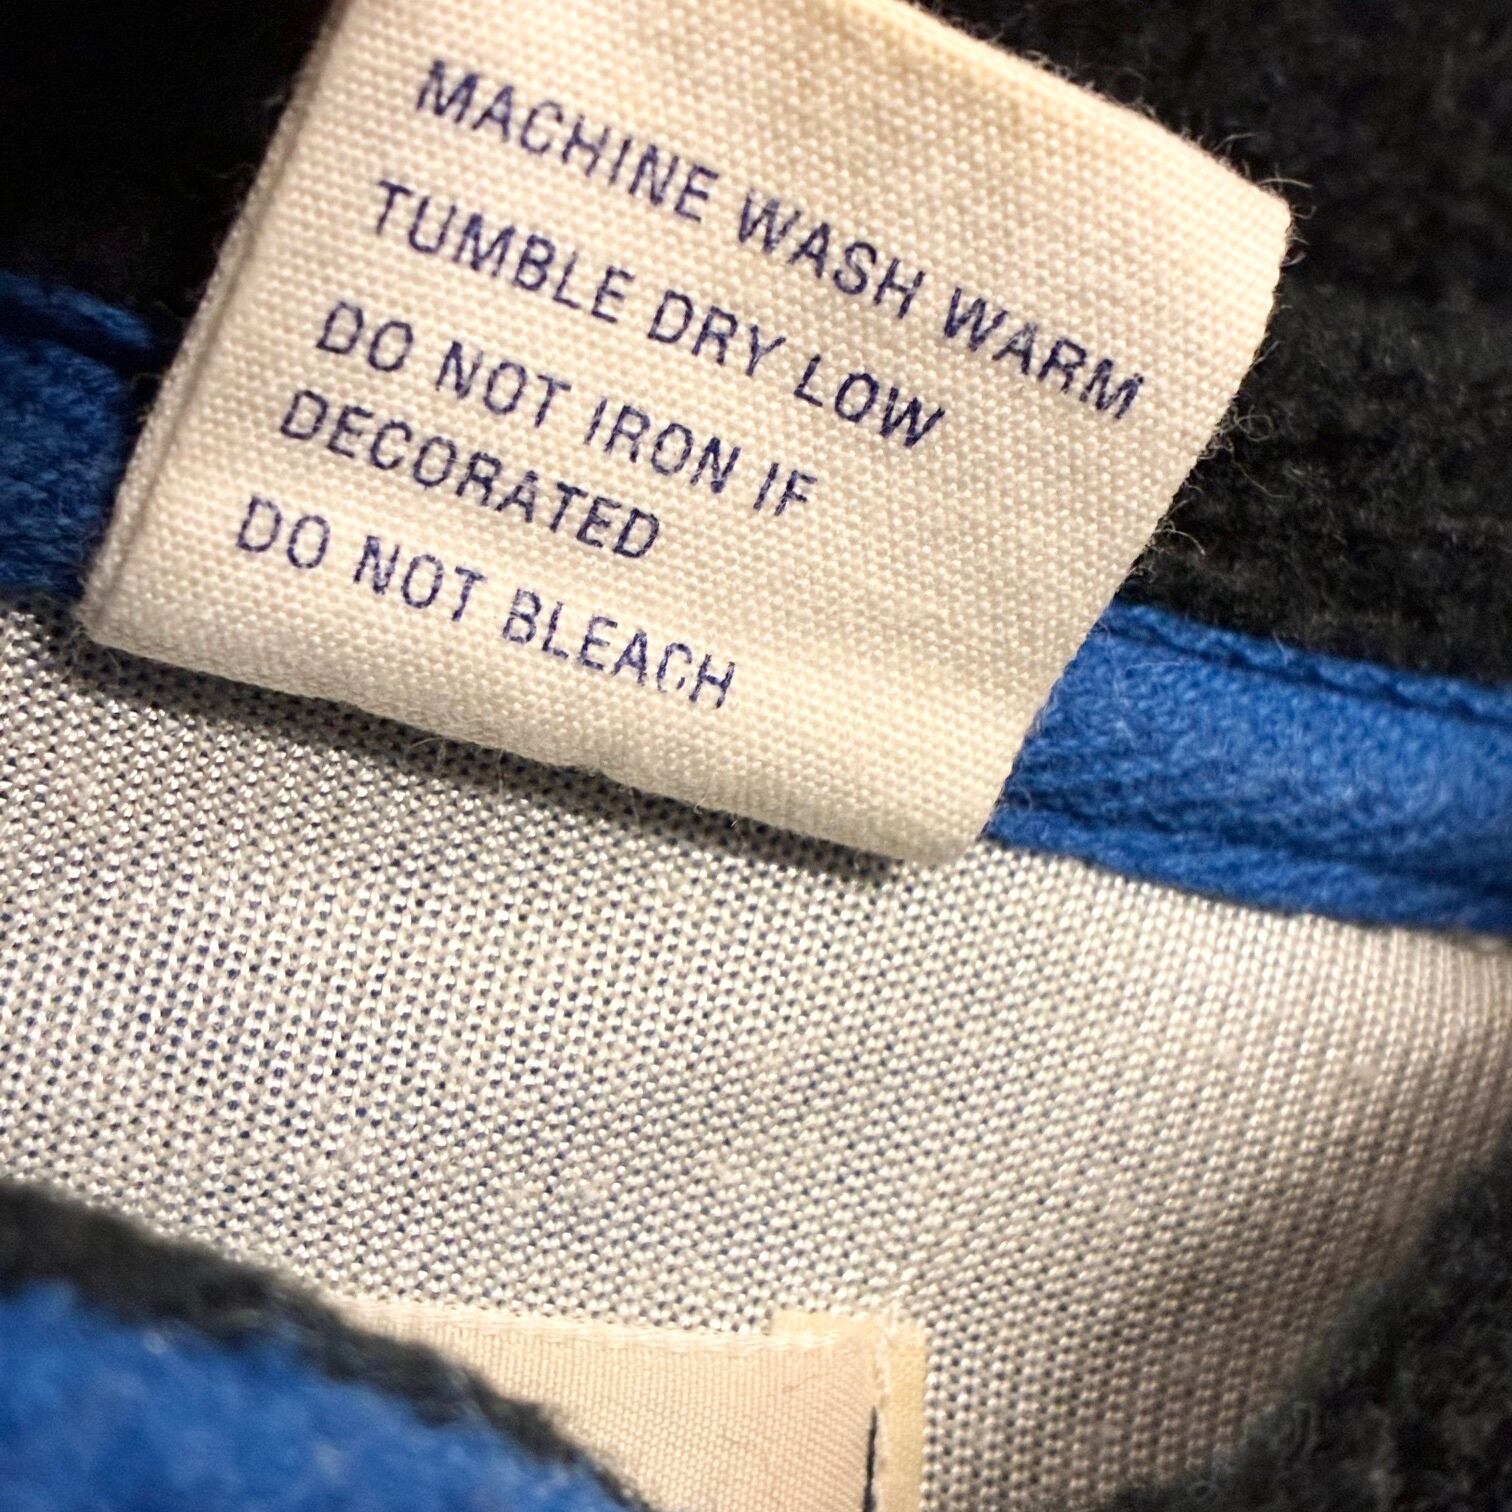 MACHINE WASH WARM
TUMBLE DRY LOW
DO NOT IRON IF
DECORATED
DO NOT BLEACH